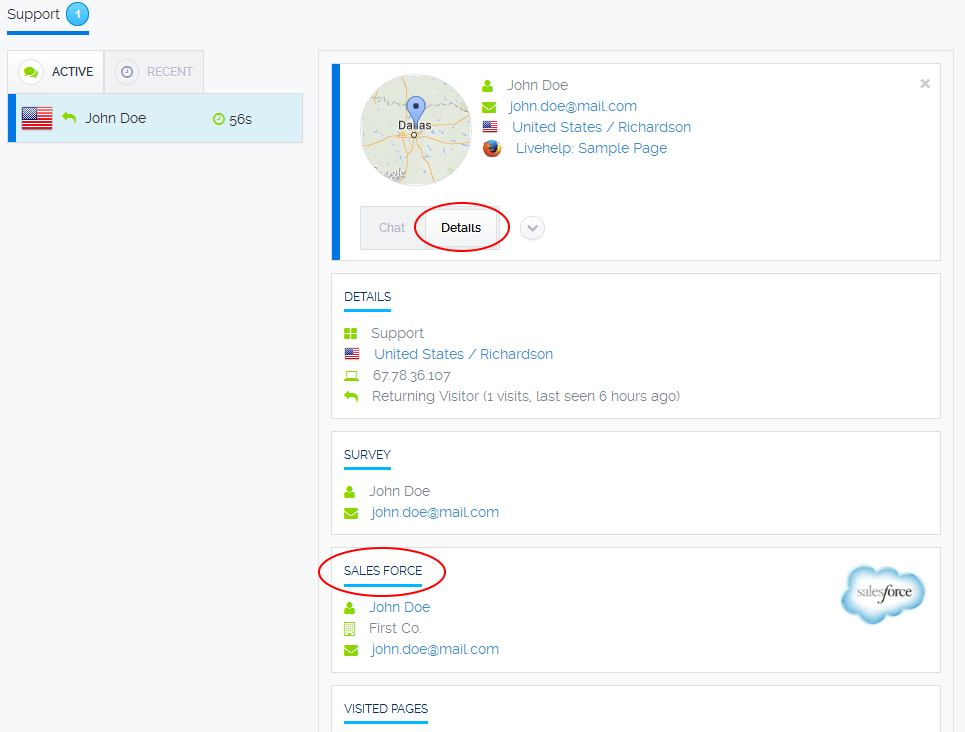 Support 1
ACTIVE
RECENT
John Doe
56s
Dallas
Google
John Doe
john.doe@mail.com
United States / Richardson
Livehelp: Sample Page
Chat
Details
DETAILS
Support
United States / Richardson
67.78.36.107
Returning Visitor (1 visits, last seen 6 hours ago)
SURVEY
John Doe
john.doe@mail.com
SALES FORCE
salesforce
John Doe
First Co.
john.doe@mail.com
VISITED PAGES